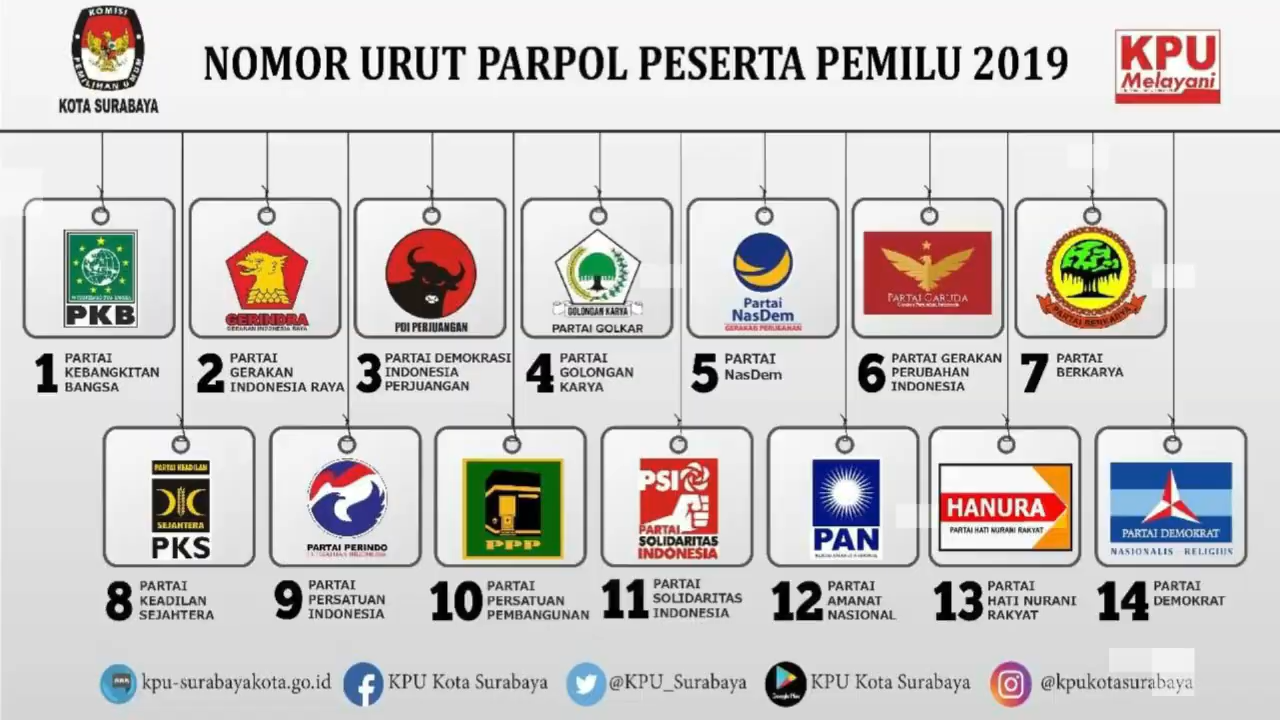 KOMISI
PEMILIHAN UMUM
KOTA SURABAYA
NOMOR URUT PARPOL PESERTA PEMILU 2019
KPU
Melayani
PKB
GERINDRA
GERAKAN INDONESIA RAYA
PDI PERJUANGAN
GOLONGAN KARYA
PARTAI GOLKAR
Partai
NasDem
GERAKAN PERUBAHAN
PARTAI GARUDA
PARTAI BERKARYA
1 PARTAI
KEBANGKITAN
BANGSA
2 PARTAI
GERAKAN
INDONESIA RAYA
3 PARTAI DEMOKRASI
INDONESIA
PERJUANGAN
4 PARTAI
GOLONGAN
KARYA
5 PARTAI
NasDem
6 PARTAI GERAKAN
PERUBAHAN
INDONESIA
7 PARTAI
BERKARYA
PARTAI KEADILAN
SEJAHTERA
PKS
PARTAI PERINDO
PPP
PSI
PARTAI
SOLIDARITAS
INDONESIA
PAN
HANURA
PARTAI HATI NURANI RAKYAT
PARTAI DEMOKRAT
NASIONALIS - RELIGIUS
8 PARTAI
KEADILAN
SEJAHTERA
9 PARTAI
PERSATUAN
INDONESIA
10 PARTAI
PERSATUAN
PEMBANGUNAN
11 PARTAI
SOLIDARITAS
INDONESIA
12 PARTAI
AMANAT
NASIONAL
13 PARTAI
HATI NURANI
RAKYAT
14 PARTAI
DEMOKRAT
kpu-surabayakota.go.id
KPU Kota Surabaya
@KPU_Surabaya
Google Play
KPU Kota Surabaya
@kpukotasurabaya